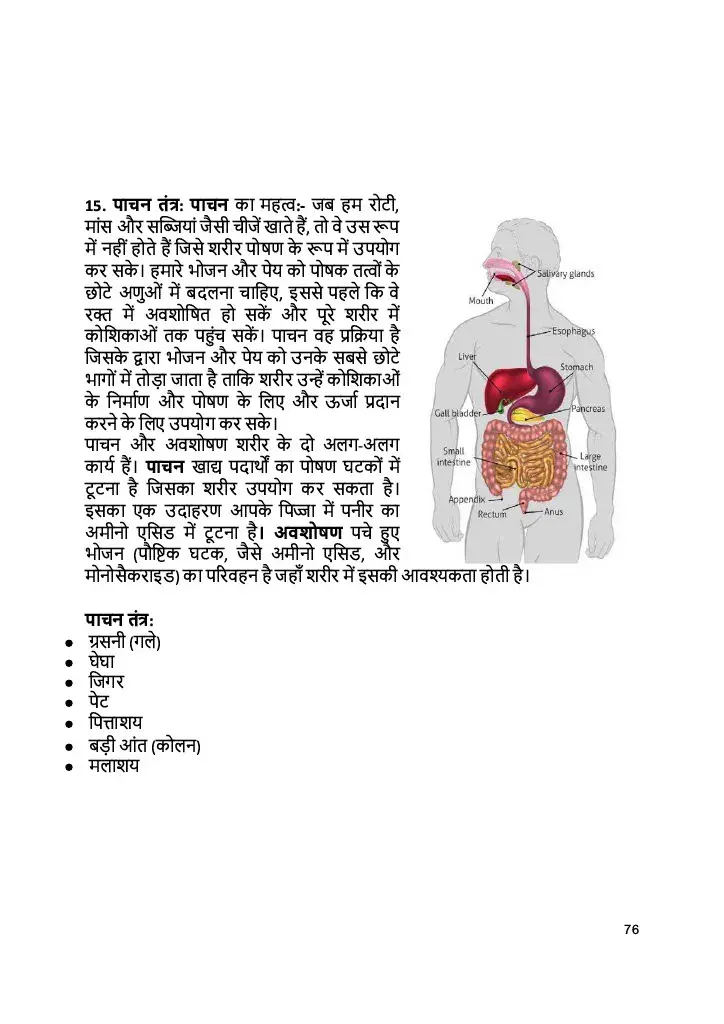 15. पाचन तंत्र: पाचन का महत्व:- जब हम रोटी,
मांस और सब्जियां जैसी चीजें खाते हैं, तो वे उस रूप
में नहीं होते हैं जिसे शरीर पोषण के रूप में उपयोग
कर सके। हमारे भोजन और पेय को पोषक तत्वों के
छोटे अणुओं में बदलना चाहिए, इससे पहले कि वे
रक्त में अवशोषित हो सकें और पूरे शरीर में
कोशिकाओं तक पहुंच सकें। पाचन वह प्रक्रिया है
जिसके द्वारा भोजन और पेय को उनके सबसे छोटे
भागों में तोड़ा जाता है ताकि शरीर उन्हें कोशिकाओं
के निर्माण और पोषण के लिए और ऊर्जा प्रदान
करने के लिए उपयोग कर सके।
पाचन और अवशोषण शरीर के दो अलग-अलग
कार्य हैं। पाचन खाद्य पदार्थों का पोषण घटकों में
टूटना है जिसका शरीर उपयोग कर सकता है।
इसका एक उदाहरण आपके पिज्जा में पनीर का
अमीनो एसिड में टूटना है। अवशोषण पचे हुए
भोजन (पौष्टिक घटक, जैसे अमीनो एसिड, और
मोनोसैकराइड) का परिवहन है जहाँ शरीर में इसकी आवश्यकता होती है।
Salivary glands
Mouth
Esophagus
Liver
Stomach
Gall bladder
Pancreas
Small
intestine
Large
intestine
Appendix
Rectum
Anus
पाचन तंत्र:
● ग्रसनी (गले)
● घेघा
● जिगर
● पेट
● पित्ताशय
● बड़ी आंत (कोलन)
● मलाशय
76